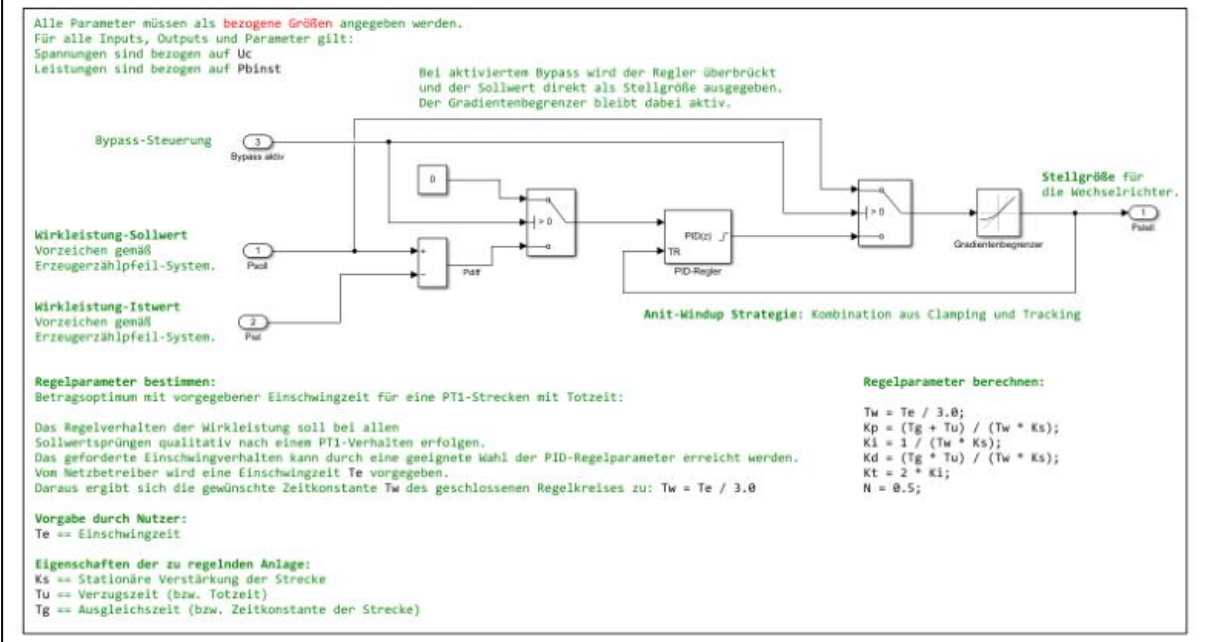 Alle Parameter müssen als bezogene Größen angegeben werden.
Für alle Inputs, Outputs und Parameter gilt:
Spannungen sind bezogen auf Uc
Leistungen sind bezogen auf Pbinst
Bei aktiviertem Bypass wird der Regler überbrückt
und der Sollwert direkt als Stellgröße ausgegeben.
Der Gradientenbegrenzer bleibt dabei aktiv.
Bypass-Steuerung
3
Bypass aktiv
0
> 0
Stellgröße für
die Wechselrichter.
> 0
1
Pstell
Gradientenbegrenzer
PID(z)
TR
PID-Regler
Wirkleistung-Sollwert
Vorzeichen gemäß
Erzeugerzählpfeil-System.
1
Psoll
+
−
Pdiff
Wirkleistung-Istwert
Vorzeichen gemäß
Erzeugerzählpfeil-System.
2
Pist
Anit-Windup Strategie: Kombination aus Clamping und Tracking
Regelparameter bestimmen:
Betragsoptimum mit vorgegebener Einschwingzeit für eine PT1-Strecken mit Totzeit:
Das Regelverhalten der Wirkleistung soll bei allen
Sollwertsprüngen qualitativ nach einem PT1-Verhalten erfolgen.
Das geforderte Einschwingverhalten kann durch eine geeignete Wahl der PID-Regelparameter erreicht werden.
Vom Netzbetreiber wird eine Einschwingzeit Te vorgegeben.
Daraus ergibt sich die gewünschte Zeitkonstante Tw des geschlossenen Regelkreises zu: Tw = Te / 3.0
Vorgabe durch Nutzer:
Te == Einschwingzeit
Eigenschaften der zu regelnden Anlage:
Ks == Stationäre Verstärkung der Strecke
Tu == Verzugszeit (bzw. Totzeit)
Tg == Ausgleichszeit (bzw. Zeitkonstante der Strecke)
Regelparameter berechnen:
Tw = Te / 3.0;
Kp = (Tg + Tu) / (Tw * Ks);
Ki = 1 / (Tw * Ks);
Kd = (Tg * Tu) / (Tw * Ks);
Kt = 2 * Ki;
N = 0.5;